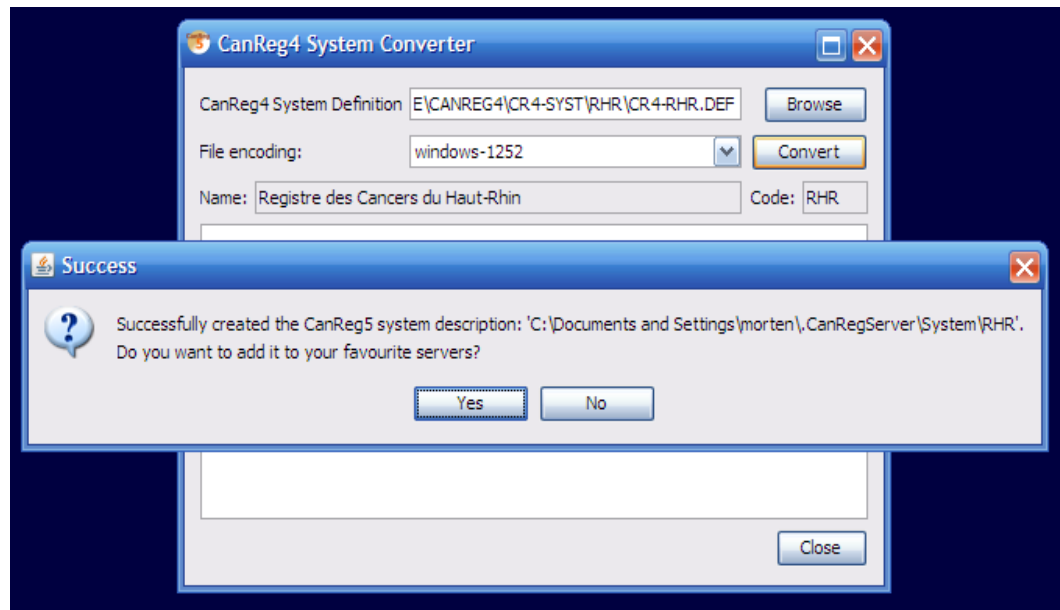 CanReg4 System Converter
CanReg4 System Definition E\CANREG4\CR4-SYST\RHR\CR4-RHR.DEF Browse
File encoding: windows-1252 Convert
Name: Registre des Cancers du Haut-Rhin Code: RHR
Success
Successfully created the CanReg5 system description: 'C:\Documents and Settings\morten\.CanRegServer\System\RHR'.
Do you want to add it to your favourite servers?
Yes No
Close